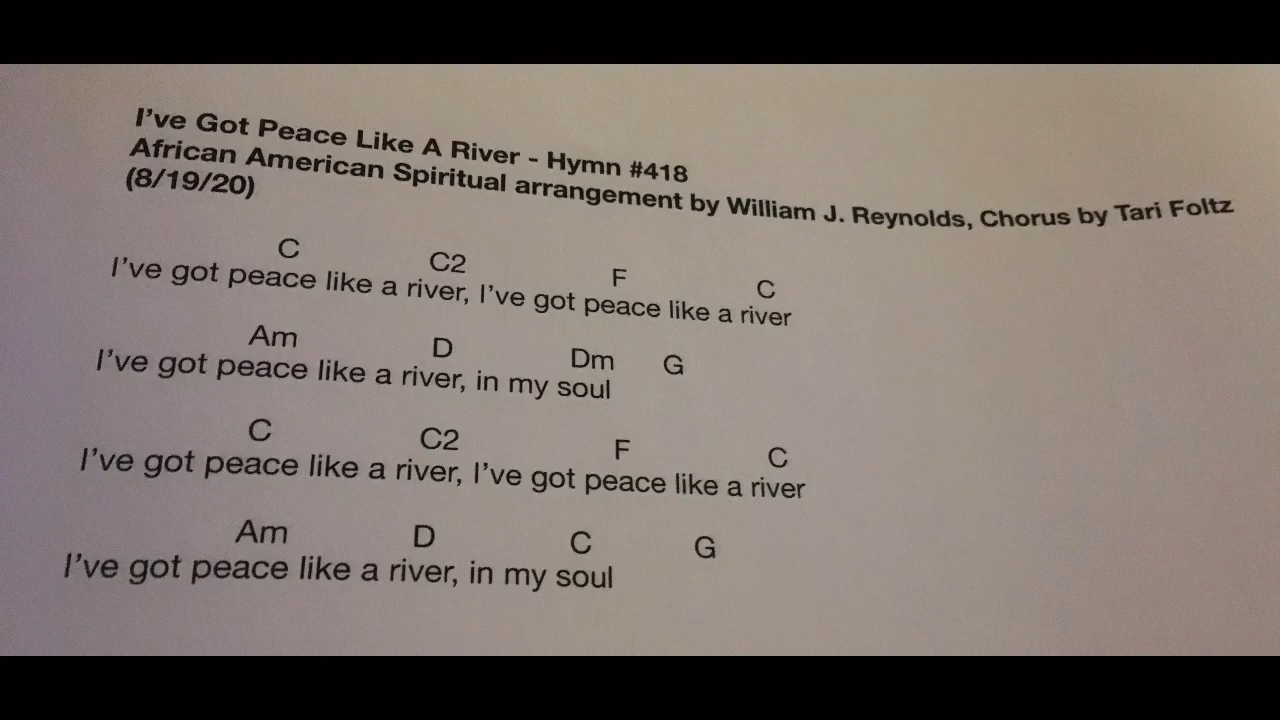 I've Got Peace Like A River - Hymn #418
African American Spiritual arrangement by William J. Reynolds, Chorus by Tari Foltz
(8/19/20)
C C2 F C
I've got peace like a river, I've got peace like a river
Am D Dm G
I've got peace like a river, in my soul
C C2 F C
I've got peace like a river, I've got peace like a river
Am D C G
I've got peace like a river, in my soul